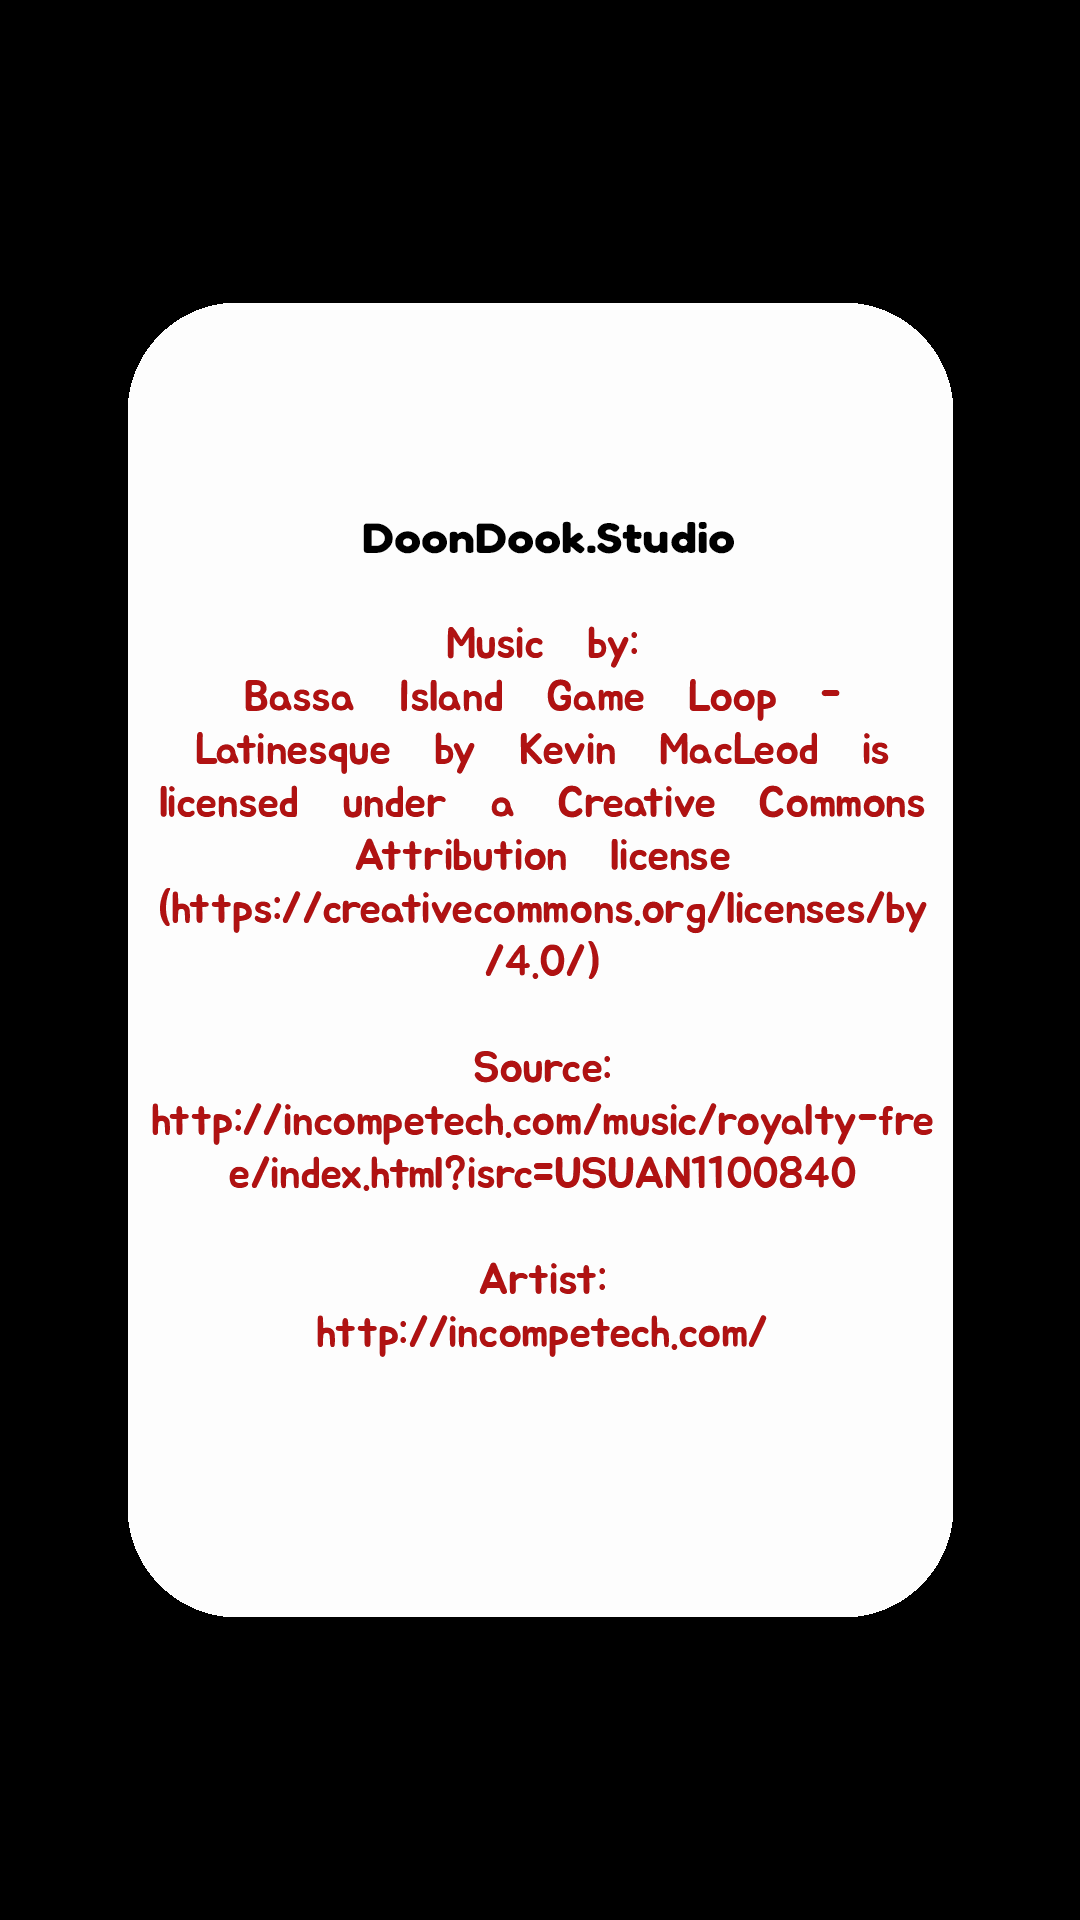 DoonDook.Studio
Music by:
Bassa Island Game Loop -
Latinesque by Kevin MacLeod is
licensed under a Creative Commons
Attribution license
(https://creativecommons.org/licenses/by
/4.0/)
Source:
http://incompetech.com/music/royalty-fre
e/index.html?isrc=USUAN1100840
Artist:
http://incompetech.com/